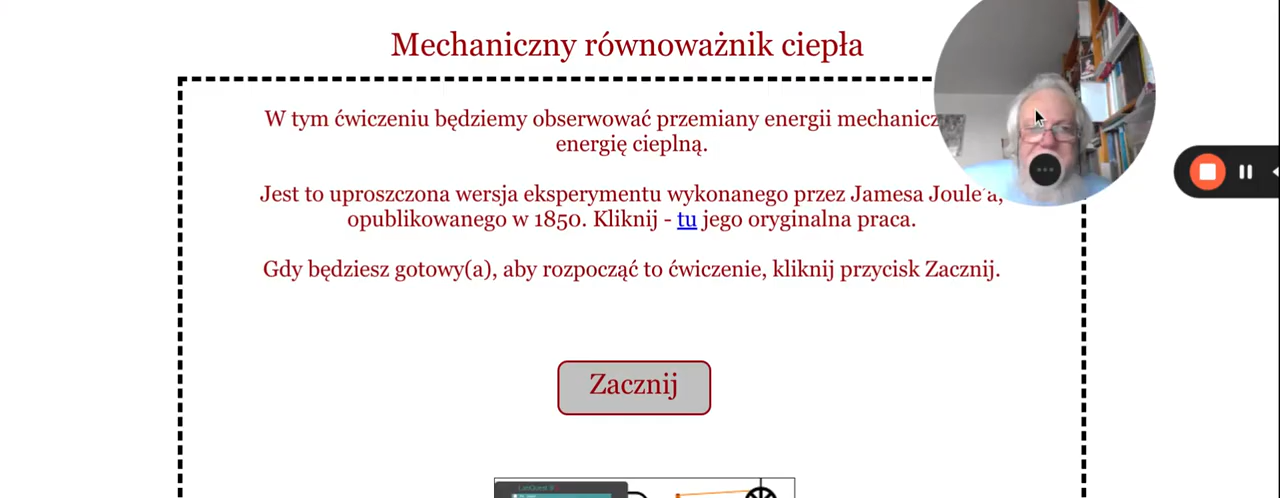 Mechaniczny równoważnik ciepła
W tym ćwiczeniu będziemy obserwować przemiany energii
energię cieplną.
Jest to uproszczona wersja eksperymentu wykonanego przez Jamesa Joule'a,
opublikowanego w 1850. Kliknij - tu jego oryginalna praca.
Gdy będziesz gotowy(a), aby rozpocząć to ćwiczenie, kliknij przycisk Zacznij.
Zacznij